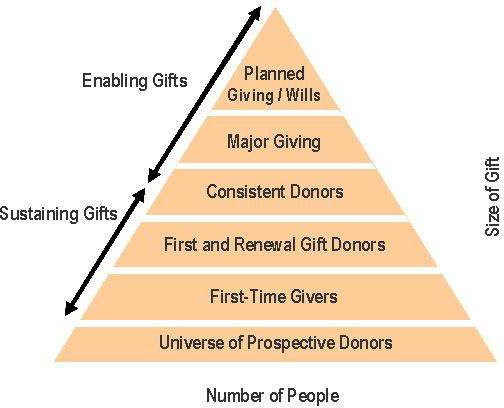 Planned
Giving / Wills
Enabling Gifts
Major Giving
Consistent Donors
Sustaining Gifts
First and Renewal Gift Donors
First-Time Givers
Universe of Prospective Donors
Size of Gift
Number of People